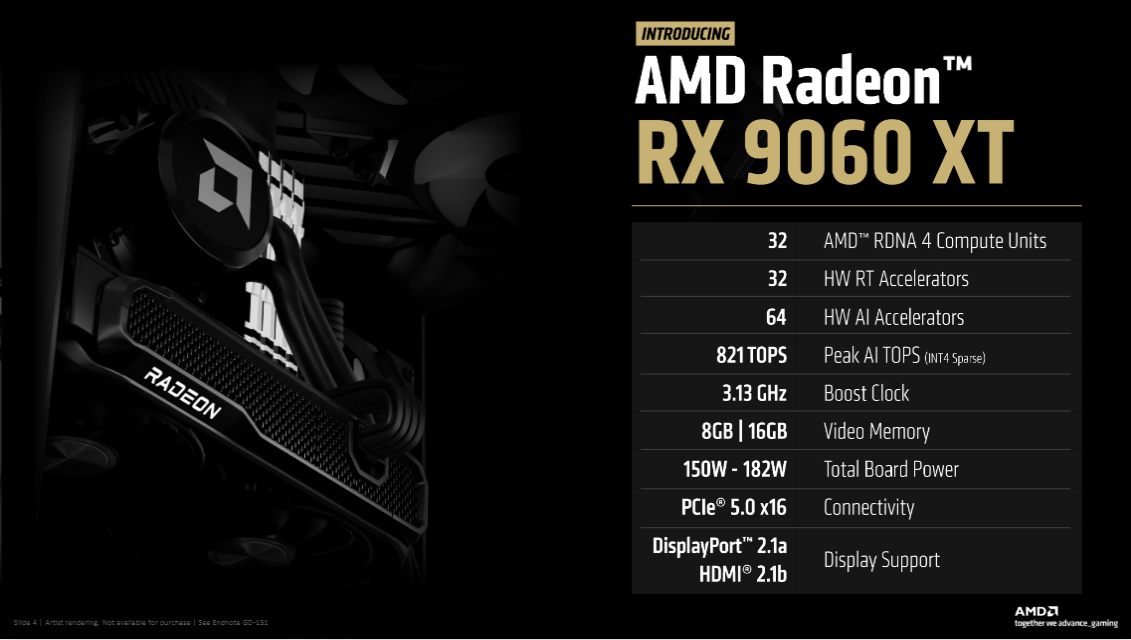 INTRODUCING
AMD Radeon™
RX 9060 XT
32 AMD™ RDNA 4 Compute Units
32 HW RT Accelerators
64 HW AI Accelerators
821 TOPS Peak AI TOPS (INT4 Sparse)
3.13 GHz Boost Clock
8GB | 16GB Video Memory
150W - 182W Total Board Power
PCIe® 5.0 x16 Connectivity
DisplayPort™ 2.1a
HDMI® 2.1b
Display Support
RADEON
Slide 4 | Artist rendering. Not available for purchase | See Endnote GD-151
AMD
together we advance_gaming